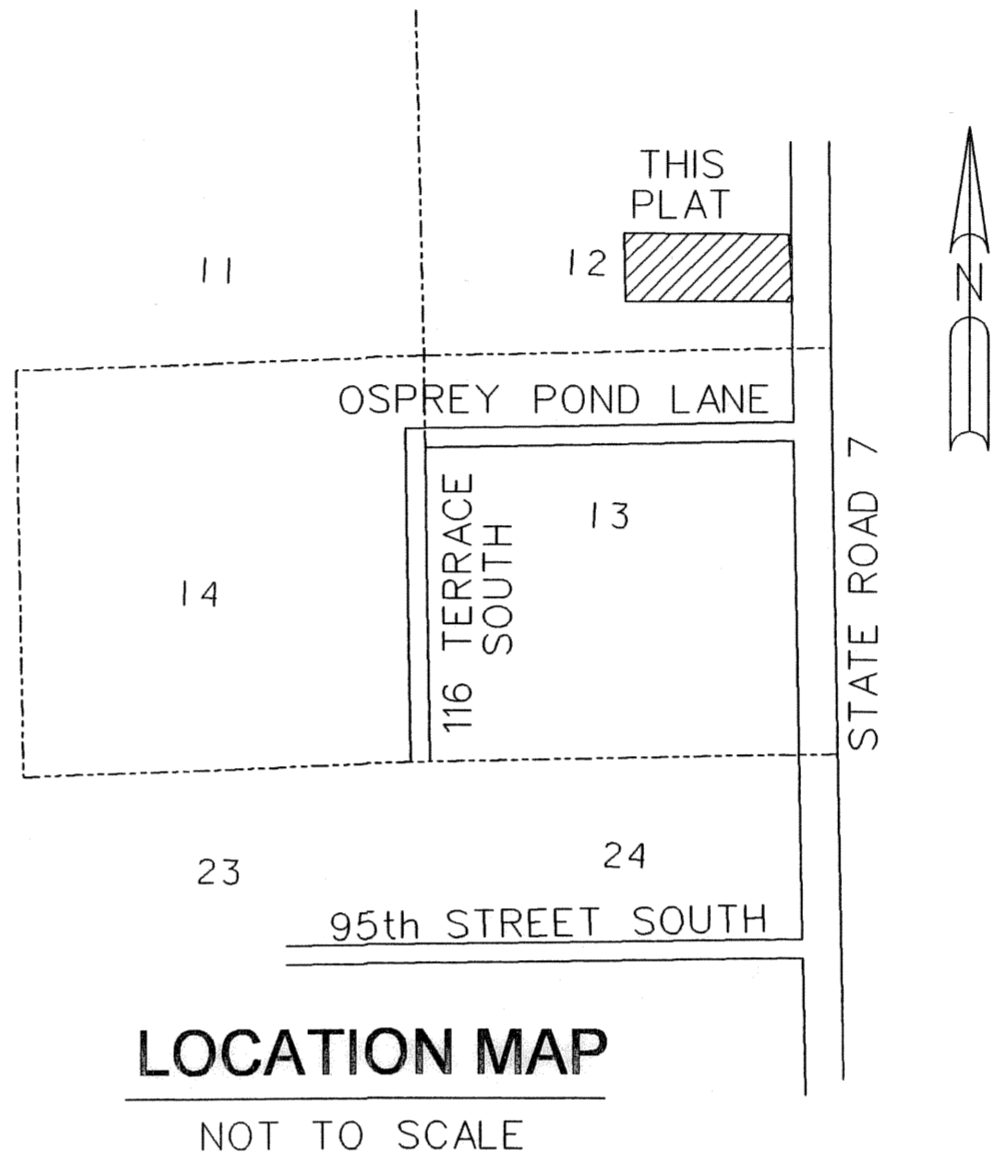 THIS
PLAT
11
12
N
OSPREY POND LANE
13
14
116 TERRACE
SOUTH
STATE ROAD 7
23
24
95th STREET SOUTH
LOCATION MAP
NOT TO SCALE